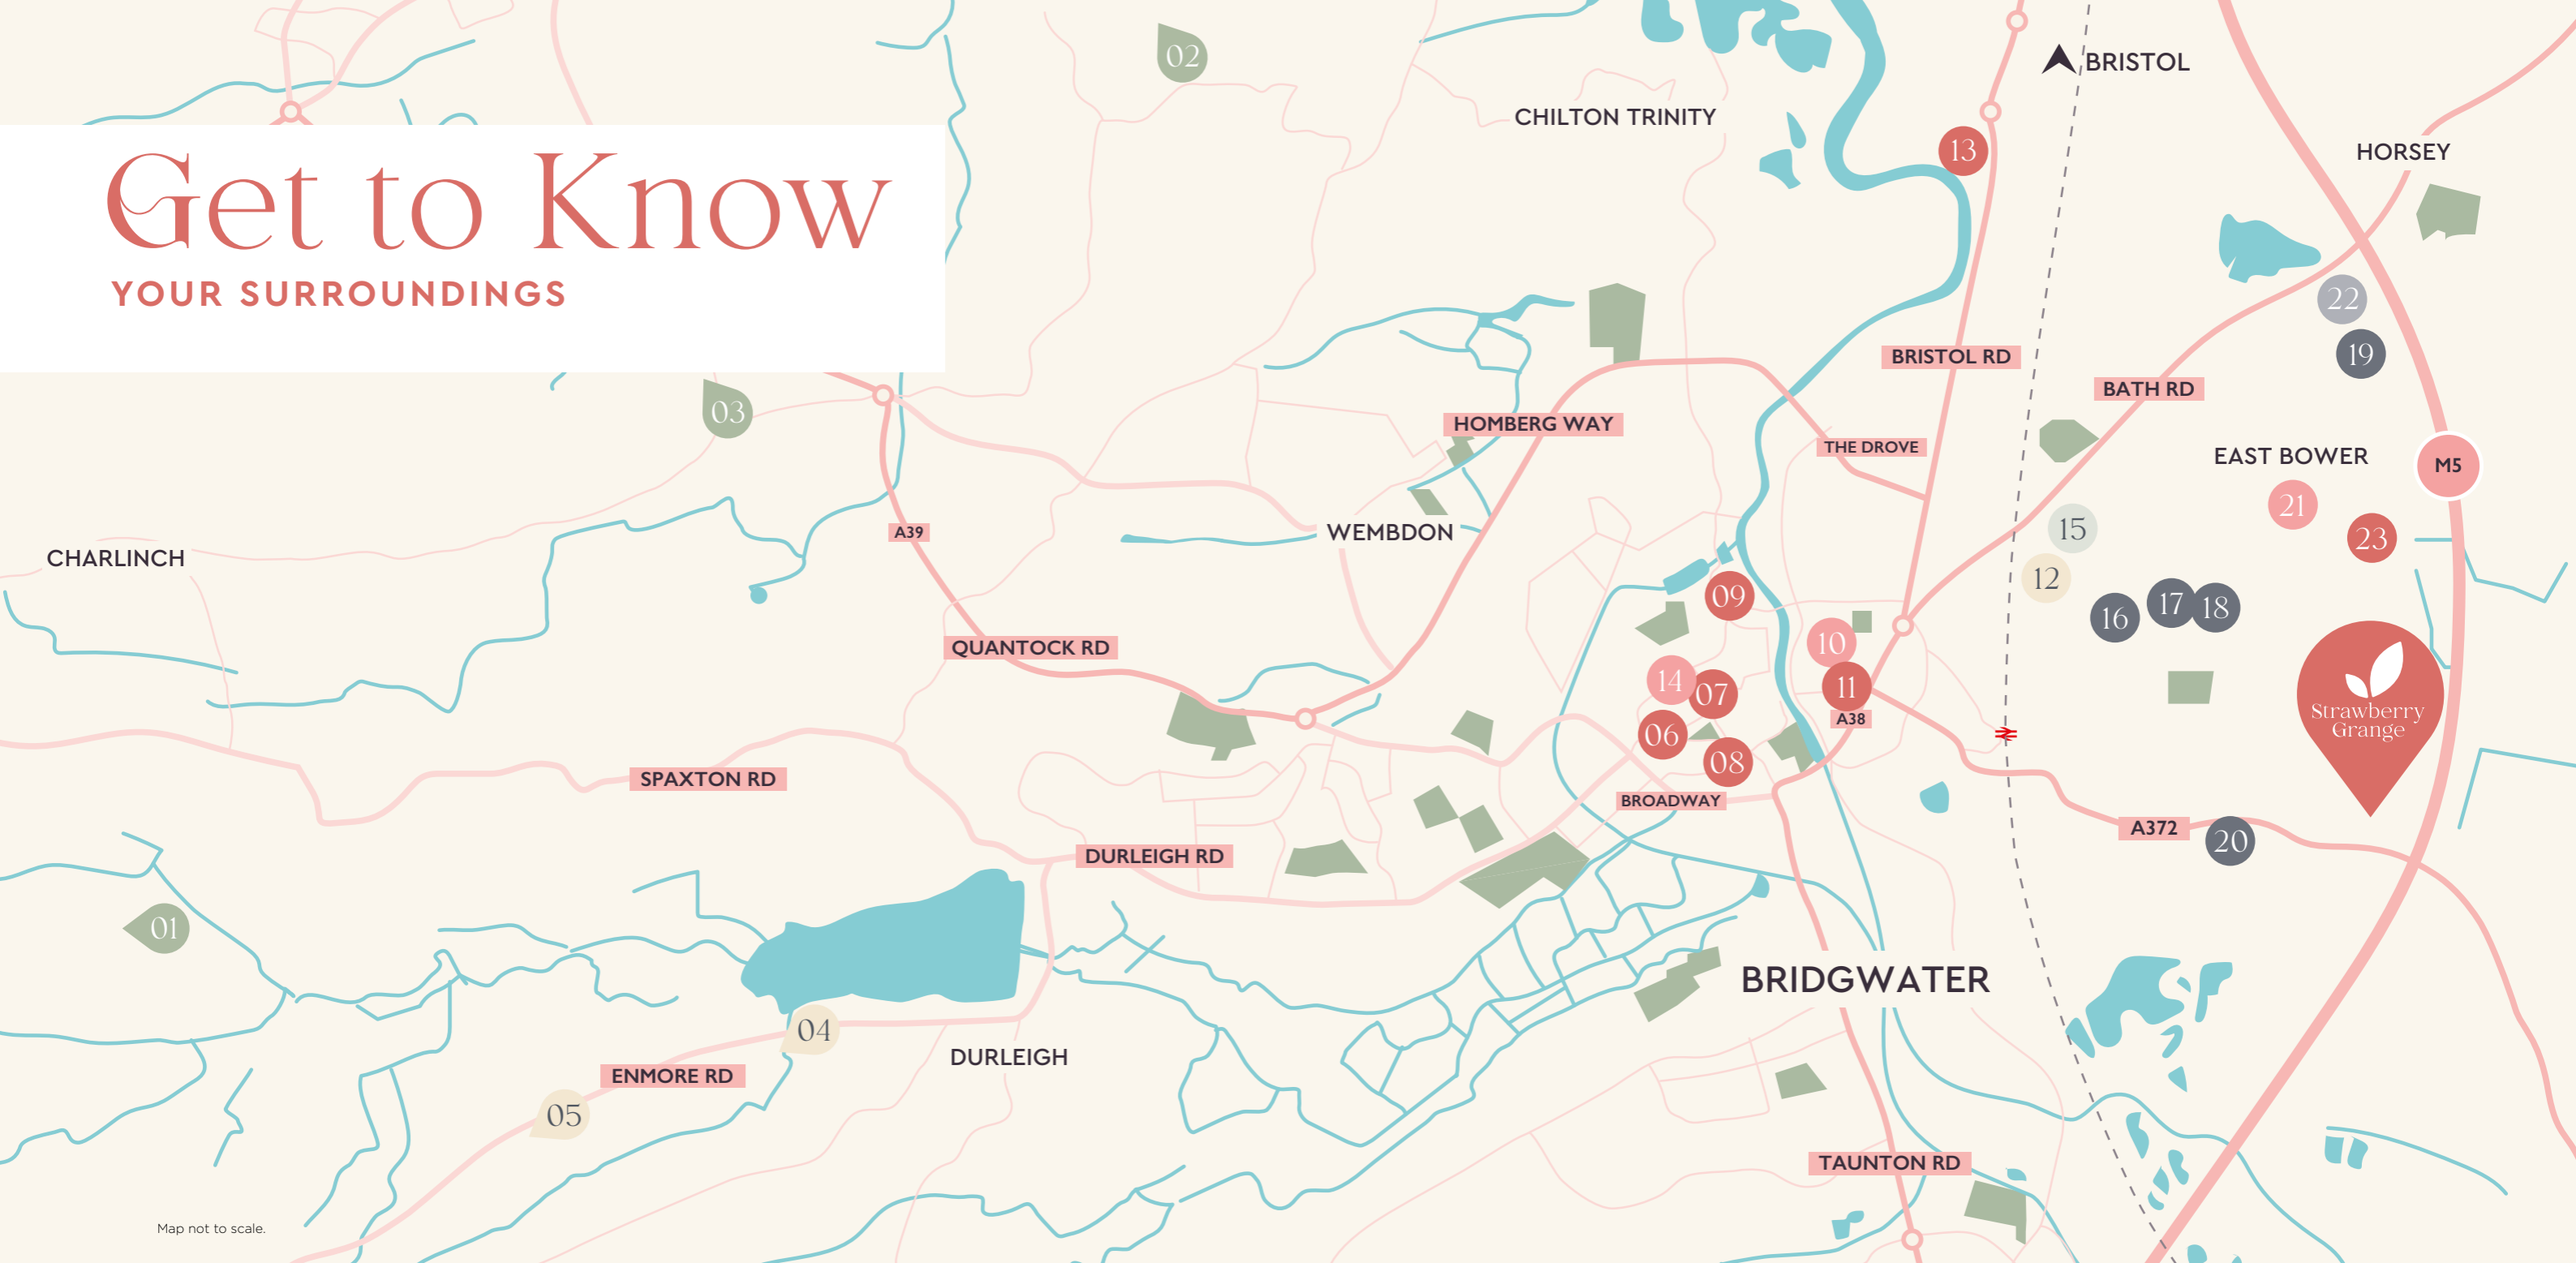 Get to Know
YOUR SURROUNDINGS
02
BRISTOL
CHILTON TRINITY
13
HORSEY
22
19
BRISTOL RD
BATH RD
03
HOMBERG WAY
THE DROVE
EAST BOWER
M5
21
15
23
A39
WEMBDON
CHARLINCH
12
09
16
17
18
QUANTOCK RD
10
14
07
11
A38
06
08
Strawberry
Grange
SPAXTON RD
BROADWAY
A372
20
DURLEIGH RD
01
BRIDGWATER
04
DURLEIGH
ENMORE RD
05
TAUNTON RD
Map not to scale.